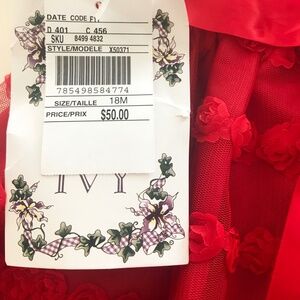 DATE CODE
D 401 C 456
SKU 8499 4832
STYLE/MODELE X50371
785498584774
SIZE/TAILLE 18M
PRICE/PRIX $50.00
IVY